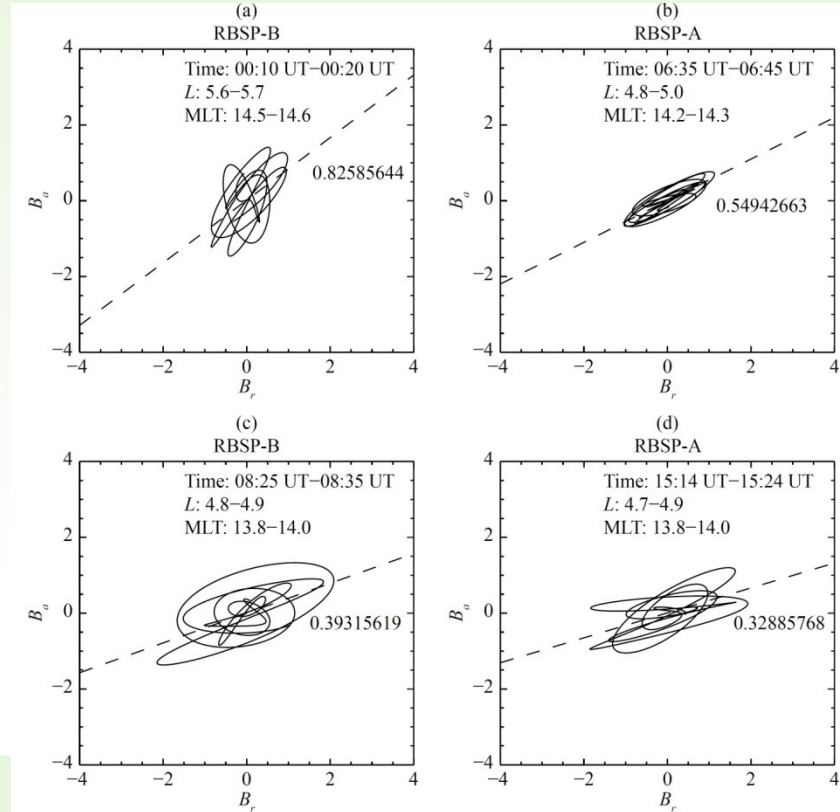 (a)
RBSP-B
4
2
0
−2
−4
B_a
Time: 00:10 UT−00:20 UT
L: 5.6−5.7
MLT: 14.5−14.6
0.82585644
−4
−2
0
2
4
B_r
(b)
RBSP-A
4
2
0
−2
−4
B_a
Time: 06:35 UT−06:45 UT
L: 4.8−5.0
MLT: 14.2−14.3
0.54942663
−4
−2
0
2
4
B_r
(c)
RBSP-B
4
2
0
−2
−4
B_a
Time: 08:25 UT−08:35 UT
L: 4.8−4.9
MLT: 13.8−14.0
0.39315619
−4
−2
0
2
4
B_r
(d)
RBSP-A
4
2
0
−2
−4
B_a
Time: 15:14 UT−15:24 UT
L: 4.7−4.9
MLT: 13.8−14.0
0.32885768
−4
−2
0
2
4
B_r